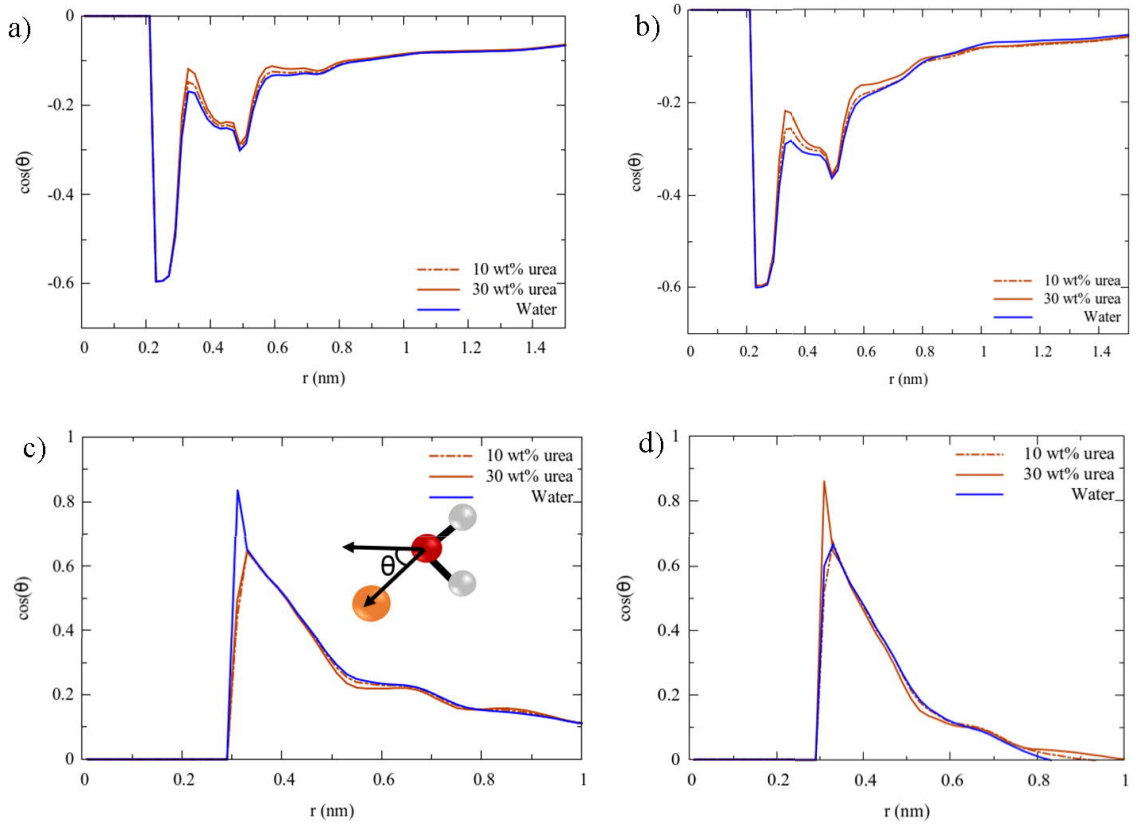 a)
0
-0.2
-0.4
-0.6
cos(θ)
10 wt% urea
30 wt% urea
Water
0 0.2 0.4 0.6 0.8 1 1.2 1.4
r (nm)
b)
0
-0.2
-0.4
-0.6
cos(θ)
10 wt% urea
30 wt% urea
Water
0 0.2 0.4 0.6 0.8 1 1.2 1.4
r (nm)
c)
1
0.8
0.6
0.4
0.2
0
cos(θ)
10 wt% urea
30 wt% urea
Water
θ
0 0.2 0.4 0.6 0.8 1
r (nm)
d)
1
0.8
0.6
0.4
0.2
0
cos(θ)
10 wt% urea
30 wt% urea
Water
0 0.2 0.4 0.6 0.8 1
r (nm)